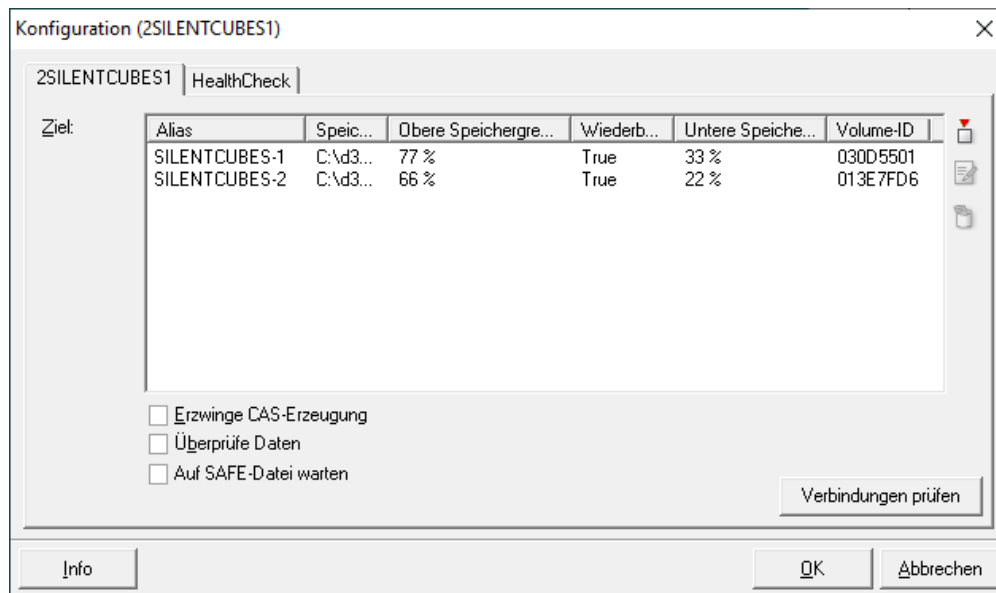 Konfiguration (2SILENTCUBES1)
2SILENTCUBES1 HealthCheck
Ziel:
Alias Speic... Obere Speichergre... Wiederb... Untere Speiche... Volume-ID
SILENTCUBES-1 C:\d3... 77 % True 33 % 030D5501
SILENTCUBES-2 C:\d3... 66 % True 22 % 013E7FD6
Erzwinge CAS-Erzeugung
Überprüfe Daten
Auf SAFE-Datei warten
Verbindungen prüfen
Info OK Abbrechen